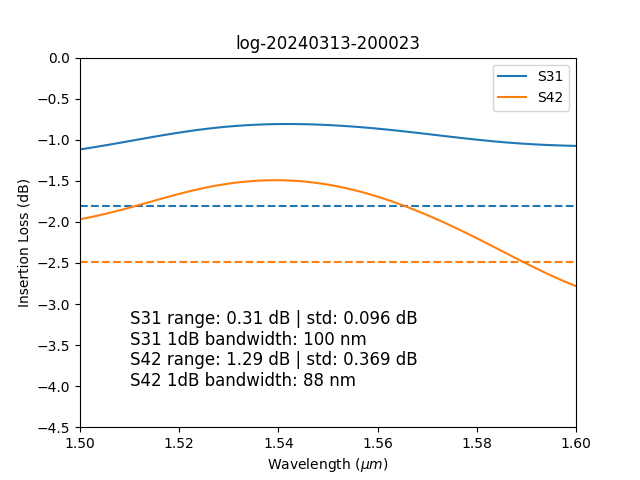 log-20240313-200023
S31
S42
0.0
−0.5
−1.0
−1.5
−2.0
−2.5
−3.0
−3.5
−4.0
−4.5
Insertion Loss (dB)
S31 range: 0.31 dB | std: 0.096 dB
S31 1dB bandwidth: 100 nm
S42 range: 1.29 dB | std: 0.369 dB
S42 1dB bandwidth: 88 nm
1.50 1.52 1.54 1.56 1.58 1.60
Wavelength (μm)